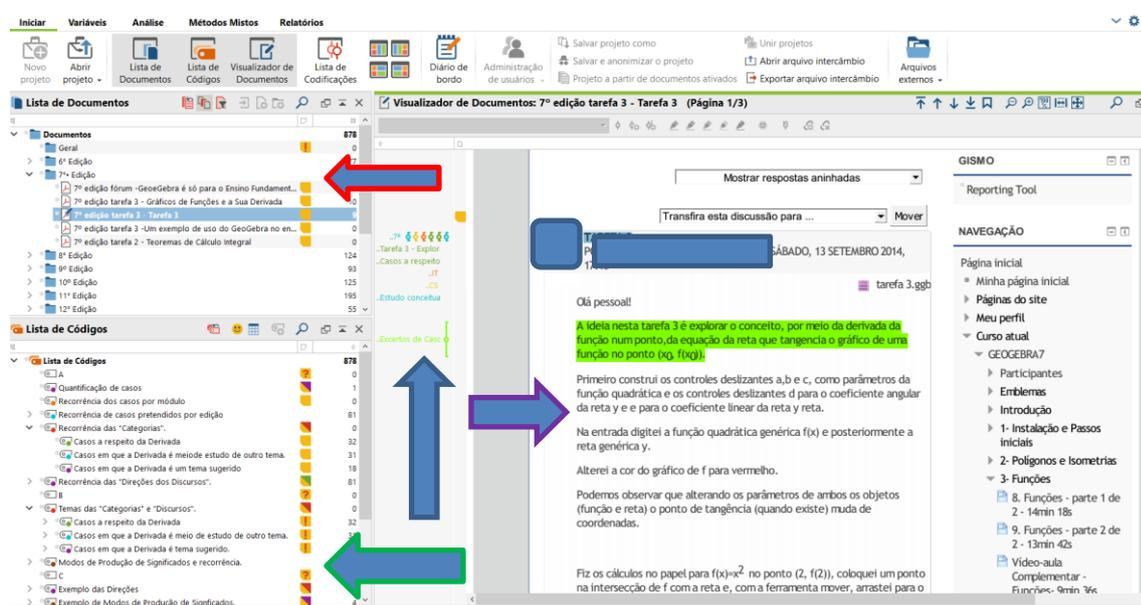 Iniciar Variáveis Análise Métodos Mistos Relatórios
Novo projeto
Abrir projeto
Lista de Documentos
Lista de Códigos
Visualizador de Documentos
Lista de Codificações
Diário de bordo
Administração de usuários
Salvar projeto como
Salvar e anonimizar o projeto
Projeto a partir de documentos ativados
Unir projetos
Abrir arquivo intercâmbio
Exportar arquivo intercâmbio
Arquivos externos
Lista de Documentos
Documentos 878
Geral 0
6ª Edição
7ª Edição
7º edição fórum -GeoeGebra é só para o Ensino Fundament...
7º edição tarefa 3 - Gráficos de Funções e a Sua Derivada
7º edição tarefa 3 - Tarefa 3
7º edição tarefa 3 -Um exemplo de uso do GeoGebra no en... 0
7º edição tarefa 2 - Teoremas de Cálculo Integral 0
8º Edição 124
9º Edição 93
10º Edição 125
11º Edição 195
12º Edição 55
Lista de Códigos
Lista de Códigos 878
A 0
Quantificação de casos 1
Recorrência dos casos por módulo 0
Recorrência de casos pretendidos por edição 81
Recorrência das "Categorias". 0
Casos a respeito da Derivada 32
Casos em que a Derivada é meiode estudo de outro tema. 31
Casos em que a Derivada é um tema sugerido 18
Recorrência das "Direções dos Discursos". 81
B 0
Temas das "Categorias" e "Discursos". 0
Casos a respeito da Derivada 32
Casos em que a Derivada é meio de estudo de outro tema.
Casos em que a Derivada é tema sugerido.
Modos de Produção de Significados e recorrência.
C
Exemplo das Direções
Exemplo de Modos de Produção de Signficados. 4
Visualizador de Documentos: 7º edição tarefa 3 - Tarefa 3 (Página 1/3)
..7º
..Tarefa 3 - Explor
..Casos a respeito
..IT
..CS
..Estudo conceitua
..Excertos de Casc
Mostrar respostas aninhadas
Transfira esta discussão para ... Mover
SÁBADO, 13 SETEMBRO 2014,
tarefa 3.ggb
Olá pessoal!
A ideia nesta tarefa 3 é explorar o conceito, por meio da derivada da
função num ponto,da equação da reta que tangencia o gráfico de uma
função no ponto (x0, f(x0)).
Primeiro construi os controles deslizantes a,b e c, como parâmetros da
função quadrática e os controles deslizantes d para o coeficiente angular
da reta y e e para o coeficiente linear da reta y reta.
Na entrada digitei a função quadrática genérica f(x) e posteriormente a
reta genérica y.
Alterei a cor do gráfico de f para vermelho.
Podemos observar que alterando os parâmetros de ambos os objetos
(função e reta) o ponto de tangência (quando existe) muda de
coordenadas.
Fiz os cálculos no papel para f(x)=x² no ponto (2, f(2)), coloquei um ponto
na intersecção de f com a reta e, com a ferramenta mover, arrastei para o
GISMO
Reporting Tool
NAVEGAÇÃO
Página inicial
Minha página inicial
Páginas do site
Meu perfil
Curso atual
GEOGEBRA7
Participantes
Emblemas
Introdução
1- Instalação e Passos
iniciais
2- Polígonos e Isometrias
3- Funções
8. Funções - parte 1 de
2 - 14min 18s
9. Funções - parte 2 de
2 - 13min 42s
Vídeo-aula
Complementar -
Funções- 9min 36s